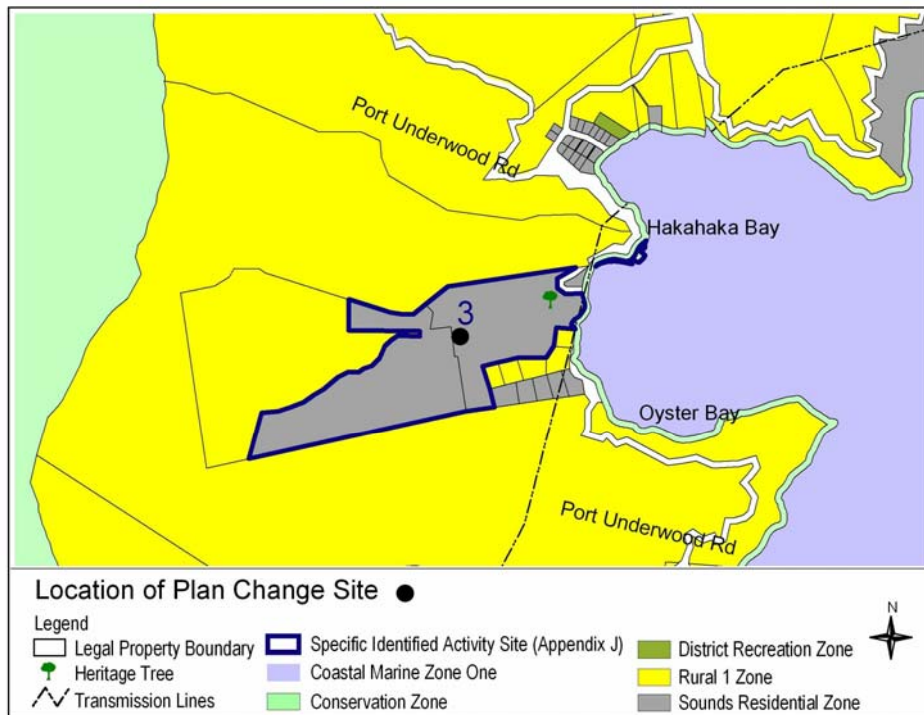 Port Underwood Rd
Hakahaka Bay
3
Oyster Bay
Port Underwood Rd
Location of Plan Change Site
Legend
Legal Property Boundary
Heritage Tree
Transmission Lines
Specific Identified Activity Site (Appendix J)
Coastal Marine Zone One
Conservation Zone
District Recreation Zone
Rural 1 Zone
Sounds Residential Zone
N